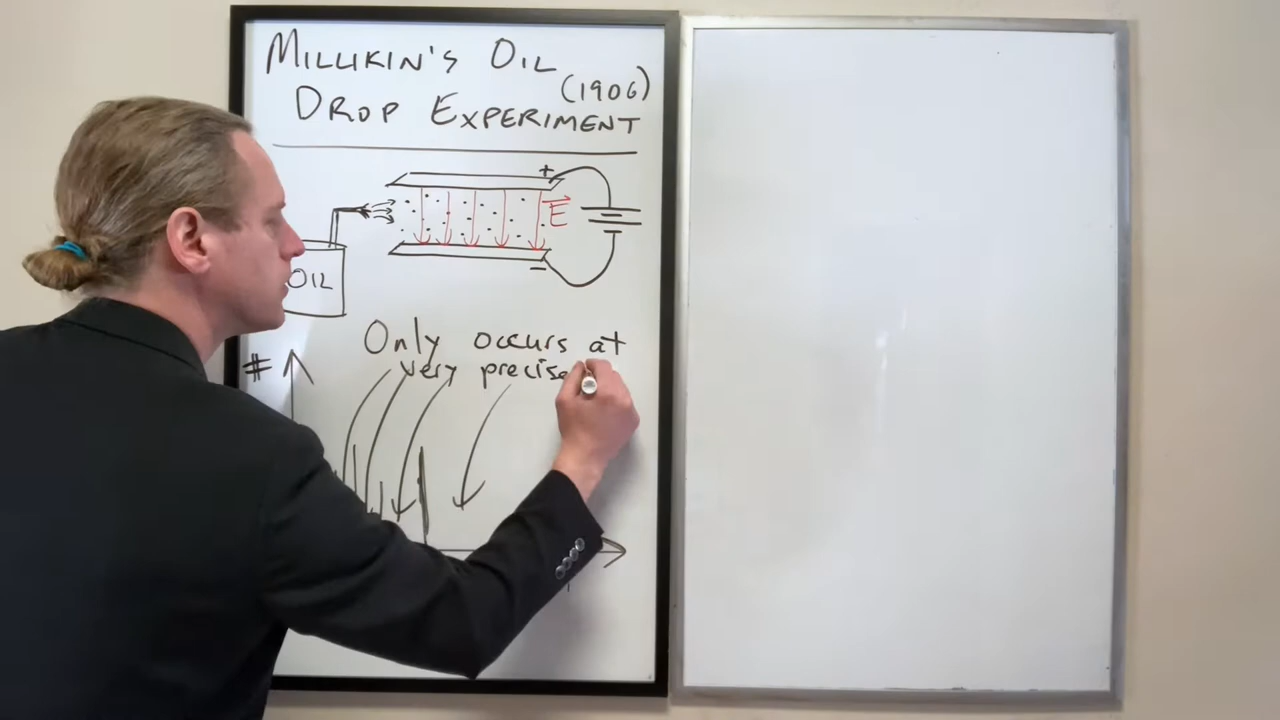 MILLIKIN'S OIL
(1906)
DROP EXPERIMENT
+
E
OIL
–
Only occurs at
#
very precise